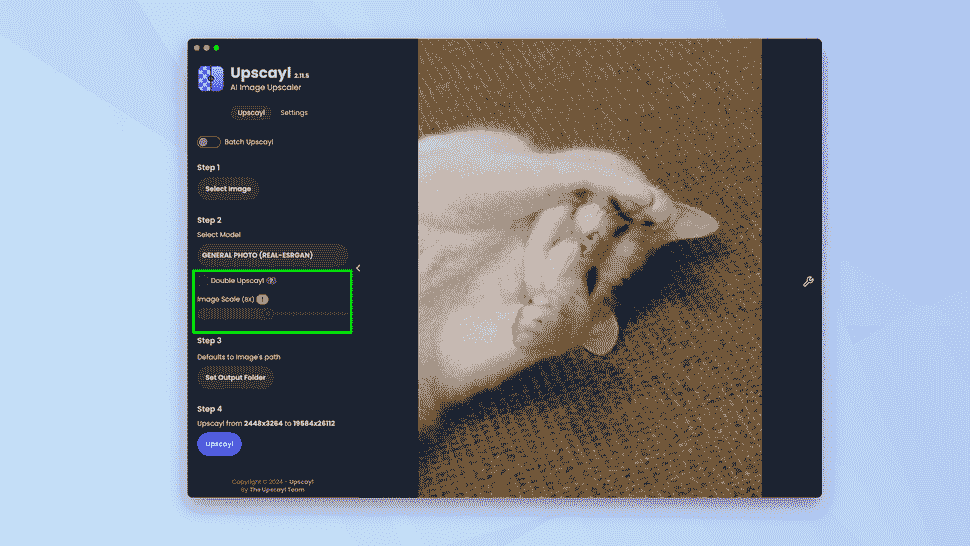 Upscayl 2.11.5
AI Image Upscaler
Upscayl Settings
Batch Upscayl
Step 1
Select Image
Step 2
Select Model
GENERAL PHOTO (REAL-ESRGAN)
Double Upscayl
Image Scale (8X) !
Step 3
Defaults to Image's path
Set Output Folder
Step 4
Upscayl from 2448x3264 to 19584x26112
Upscayl
Copyright © 2024 - Upscayl
By The Upscayl Team